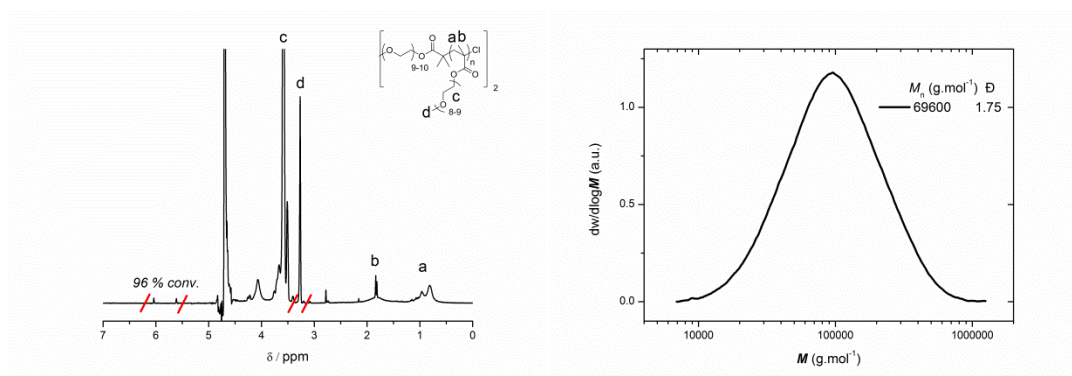 c
d
b
a
96 % conv.
7 6 5 4 3 2 1 0
δ / ppm
O
ab
Cl
O
O
n
9-10
O
O
c
2
O
d
8-9
1.0
0.5
0.0
dw/dlogM (a.u.)
Mn (g.mol-1) Đ
69600 1.75
10000 100000 1000000
M (g.mol-1)